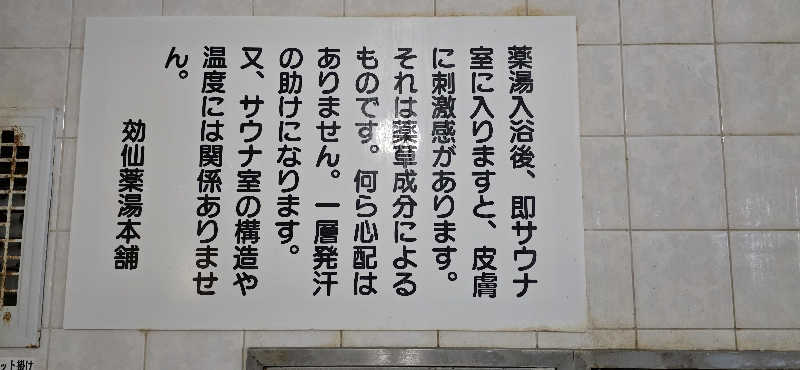 薬湯入浴後、即サウナ
室に入りますと、皮膚
に刺激感があります。
それは薬草成分による
ものです。何ら心配は
ありません。一層発汗
の助けになります。
又、サウナ室の構造や
温度には関係ありませ
ん。
効仙薬湯本舗
ット掛け